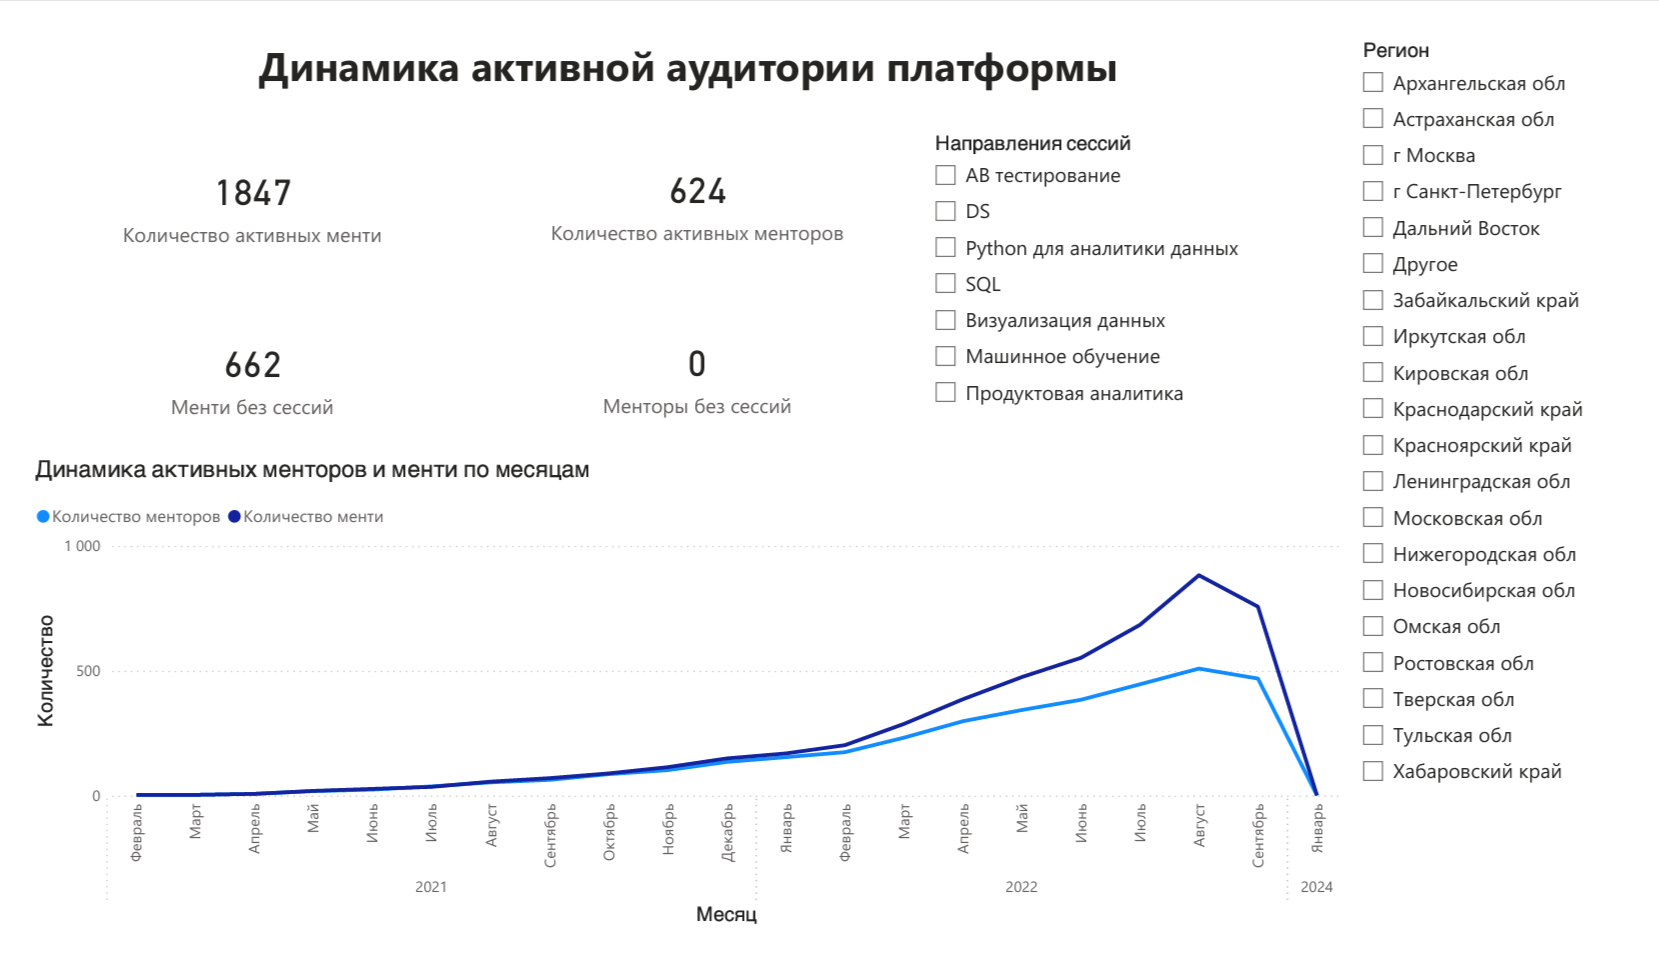 Динамика активной аудитории платформы
1847
Количество активных менти
624
Количество активных менторов
662
Менти без сессий
0
Менторы без сессий
Направления сессий
АВ тестирование
DS
Python для аналитики данных
SQL
Визуализация данных
Машинное обучение
Продуктовая аналитика
Регион
Архангельская обл
Астраханская обл
г Москва
г Санкт-Петербург
Дальний Восток
Другое
Забайкальский край
Иркутская обл
Кировская обл
Краснодарский край
Красноярский край
Ленинградская обл
Московская обл
Нижегородская обл
Новосибирская обл
Омская обл
Ростовская обл
Тверская обл
Тульская обл
Хабаровский край
Динамика активных менторов и менти по месяцам
Количество менторов Количество менти
1 000
500
0
Количество
Февраль
Март
Апрель
Май
Июнь
Июль
Август
Сентябрь
Октябрь
Ноябрь
Декабрь
Январь
Февраль
Март
Апрель
Май
Июнь
Июль
Август
Сентябрь
Январь
2021 2022 2024
Месяц